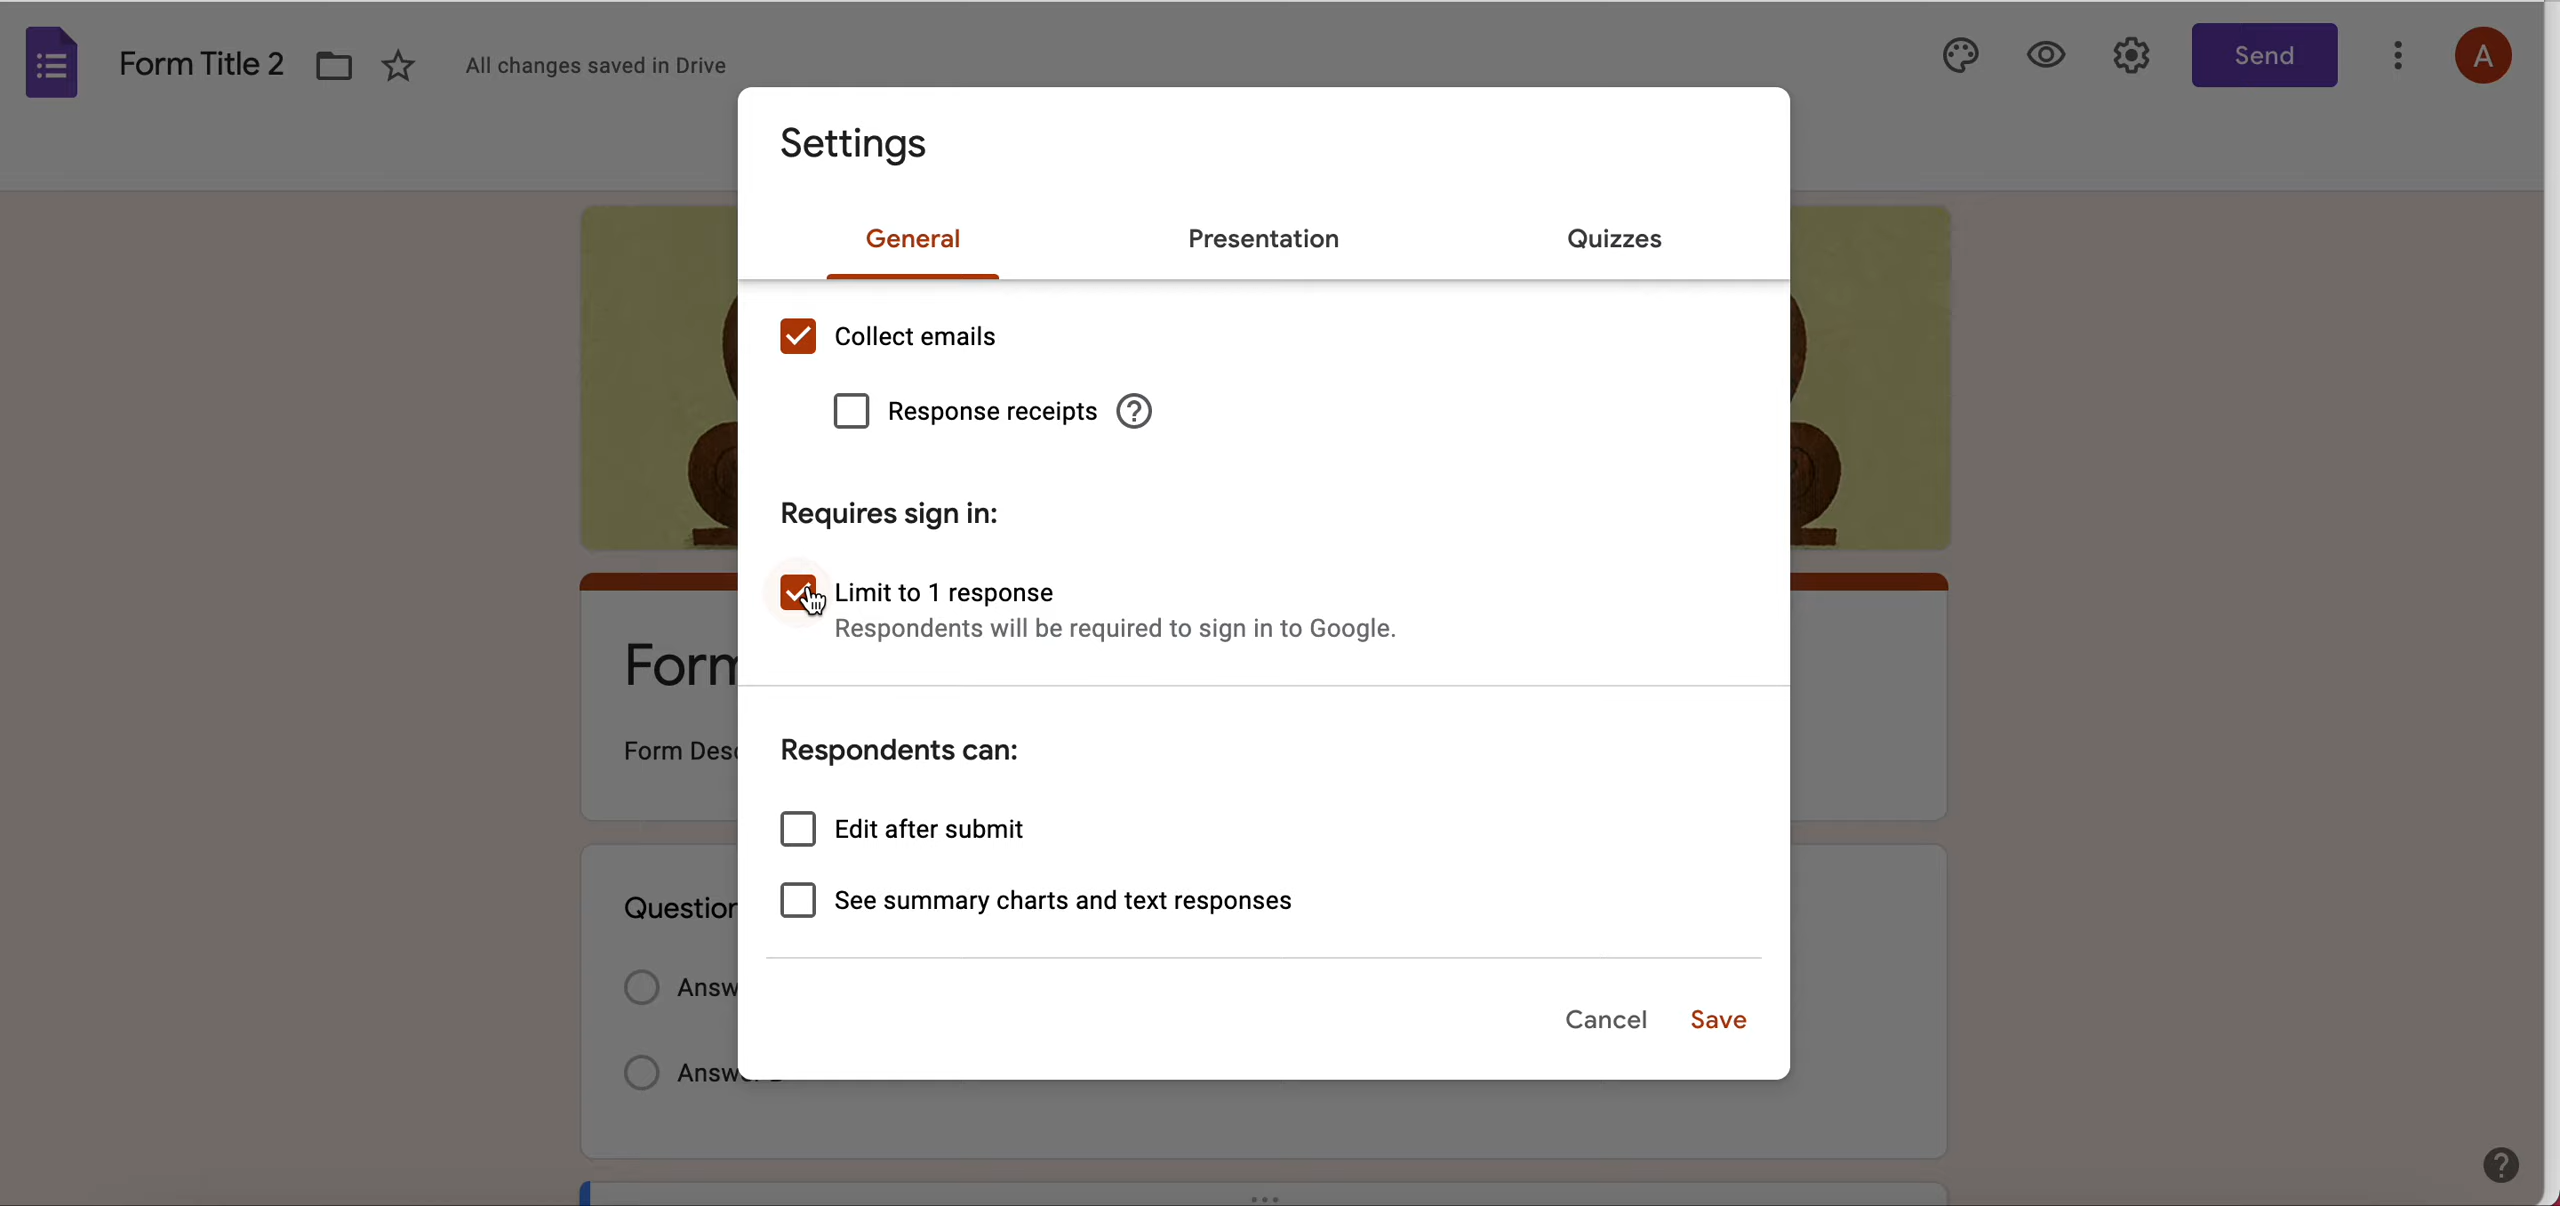 Form Title 2
All changes saved in Drive
Send
A
Settings
General
Presentation
Quizzes
Collect emails
Response receipts
Requires sign in:
Limit to 1 response
Respondents will be required to sign in to Google.
Form
Form Desc
Respondents can:
Edit after submit
See summary charts and text responses
Question
Answ
Cancel
Save
Answ